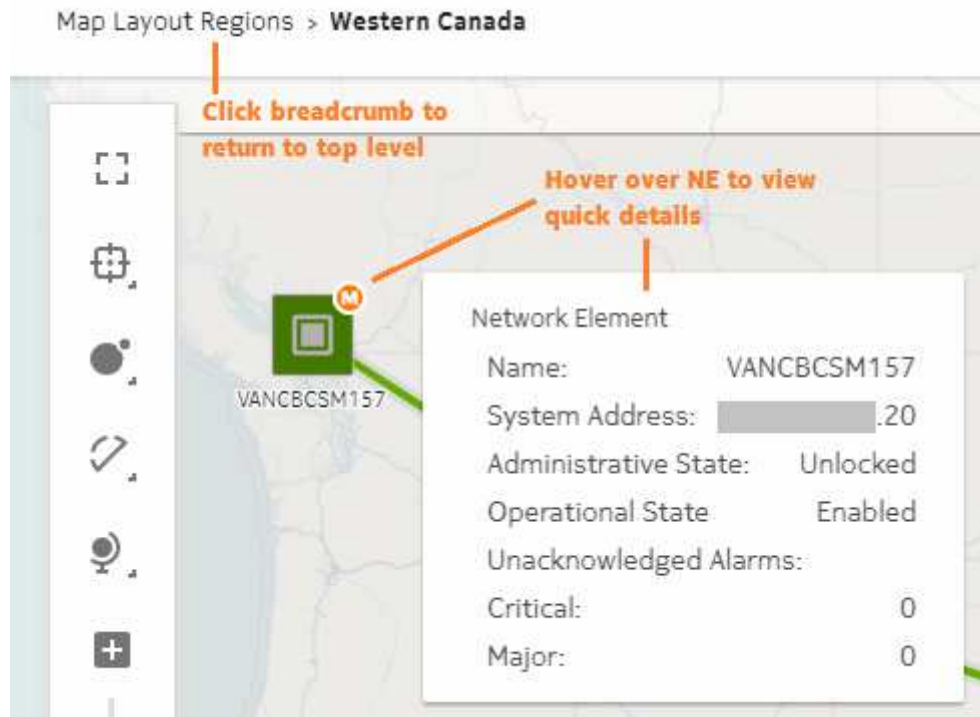 Map Layout Regions > Western Canada
Click breadcrumb to
return to top level
Hover over NE to view
quick details
M
VANCBCSM157
Network Element
Name: VANCBCSM157
System Address: .20
Administrative State: Unlocked
Operational State Enabled
Unacknowledged Alarms:
Critical: 0
Major: 0